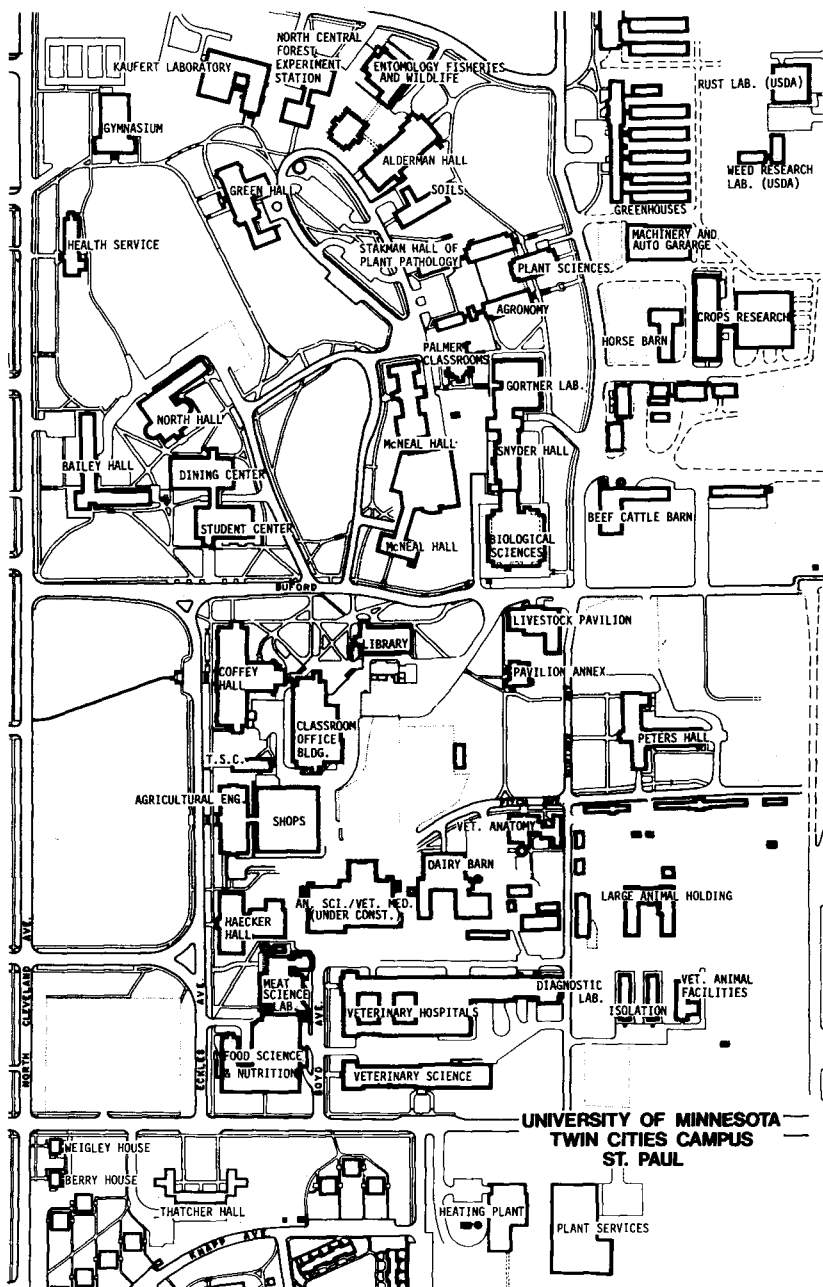 NORTH CENTRAL
FOREST
EXPERIMENT
STATION
KAUFERT LABORATORY
ENTOMOLOGY FISHERIES
AND WILDLIFE
RUST LAB. (USDA)
GYMNASIUM
ALDERMAN HALL
WEED RESEARCH
LAB. (USDA)
GREEN HALL
SOILS
GREENHOUSES
HEALTH SERVICE
STAKMAN HALL OF
PLANT PATHOLOGY
MACHINERY AND
AUTO GARARGE
PLANT SCIENCES
AGRONOMY
CROPS RESEARCH
HORSE BARN
PALMER
CLASSROOMS
GORTNER LAB.
NORTH HALL
McNEAL HALL
SNYDER HALL
BAILEY HALL
DINING CENTER
STUDENT CENTER
BEEF CATTLE BARN
McNEAL HALL
BIOLOGICAL
SCIENCES
BUFORD
LIVESTOCK PAVILION
LIBRARY
COFFEY
HALL
PAVILION ANNEX
CLASSROOM
OFFICE
BLDG.
PETERS HALL
T.S.C.
AGRICULTURAL ENG.
SHOPS
VET. ANATOMY
DAIRY BARN
AN. SCI./VET. MED.
(UNDER CONST.)
LARGE ANIMAL HOLDING
HAECKER
HALL
NORTH CLEVELAND AVE.
ECKLES AVE.
BOYD AVE.
MEAT
SCIENCE
LAB.
DIAGNOSTIC
LAB.
VET. ANIMAL
FACILITIES
VETERINARY HOSPITALS
ISOLATION
FOOD SCIENCE
& NUTRITION
VETERINARY SCIENCE
UNIVERSITY OF MINNESOTA
TWIN CITIES CAMPUS
ST. PAUL
WEIGLEY HOUSE
BERRY HOUSE
THATCHER HALL
HEATING PLANT
PLANT SERVICES
KNAPP AVE.